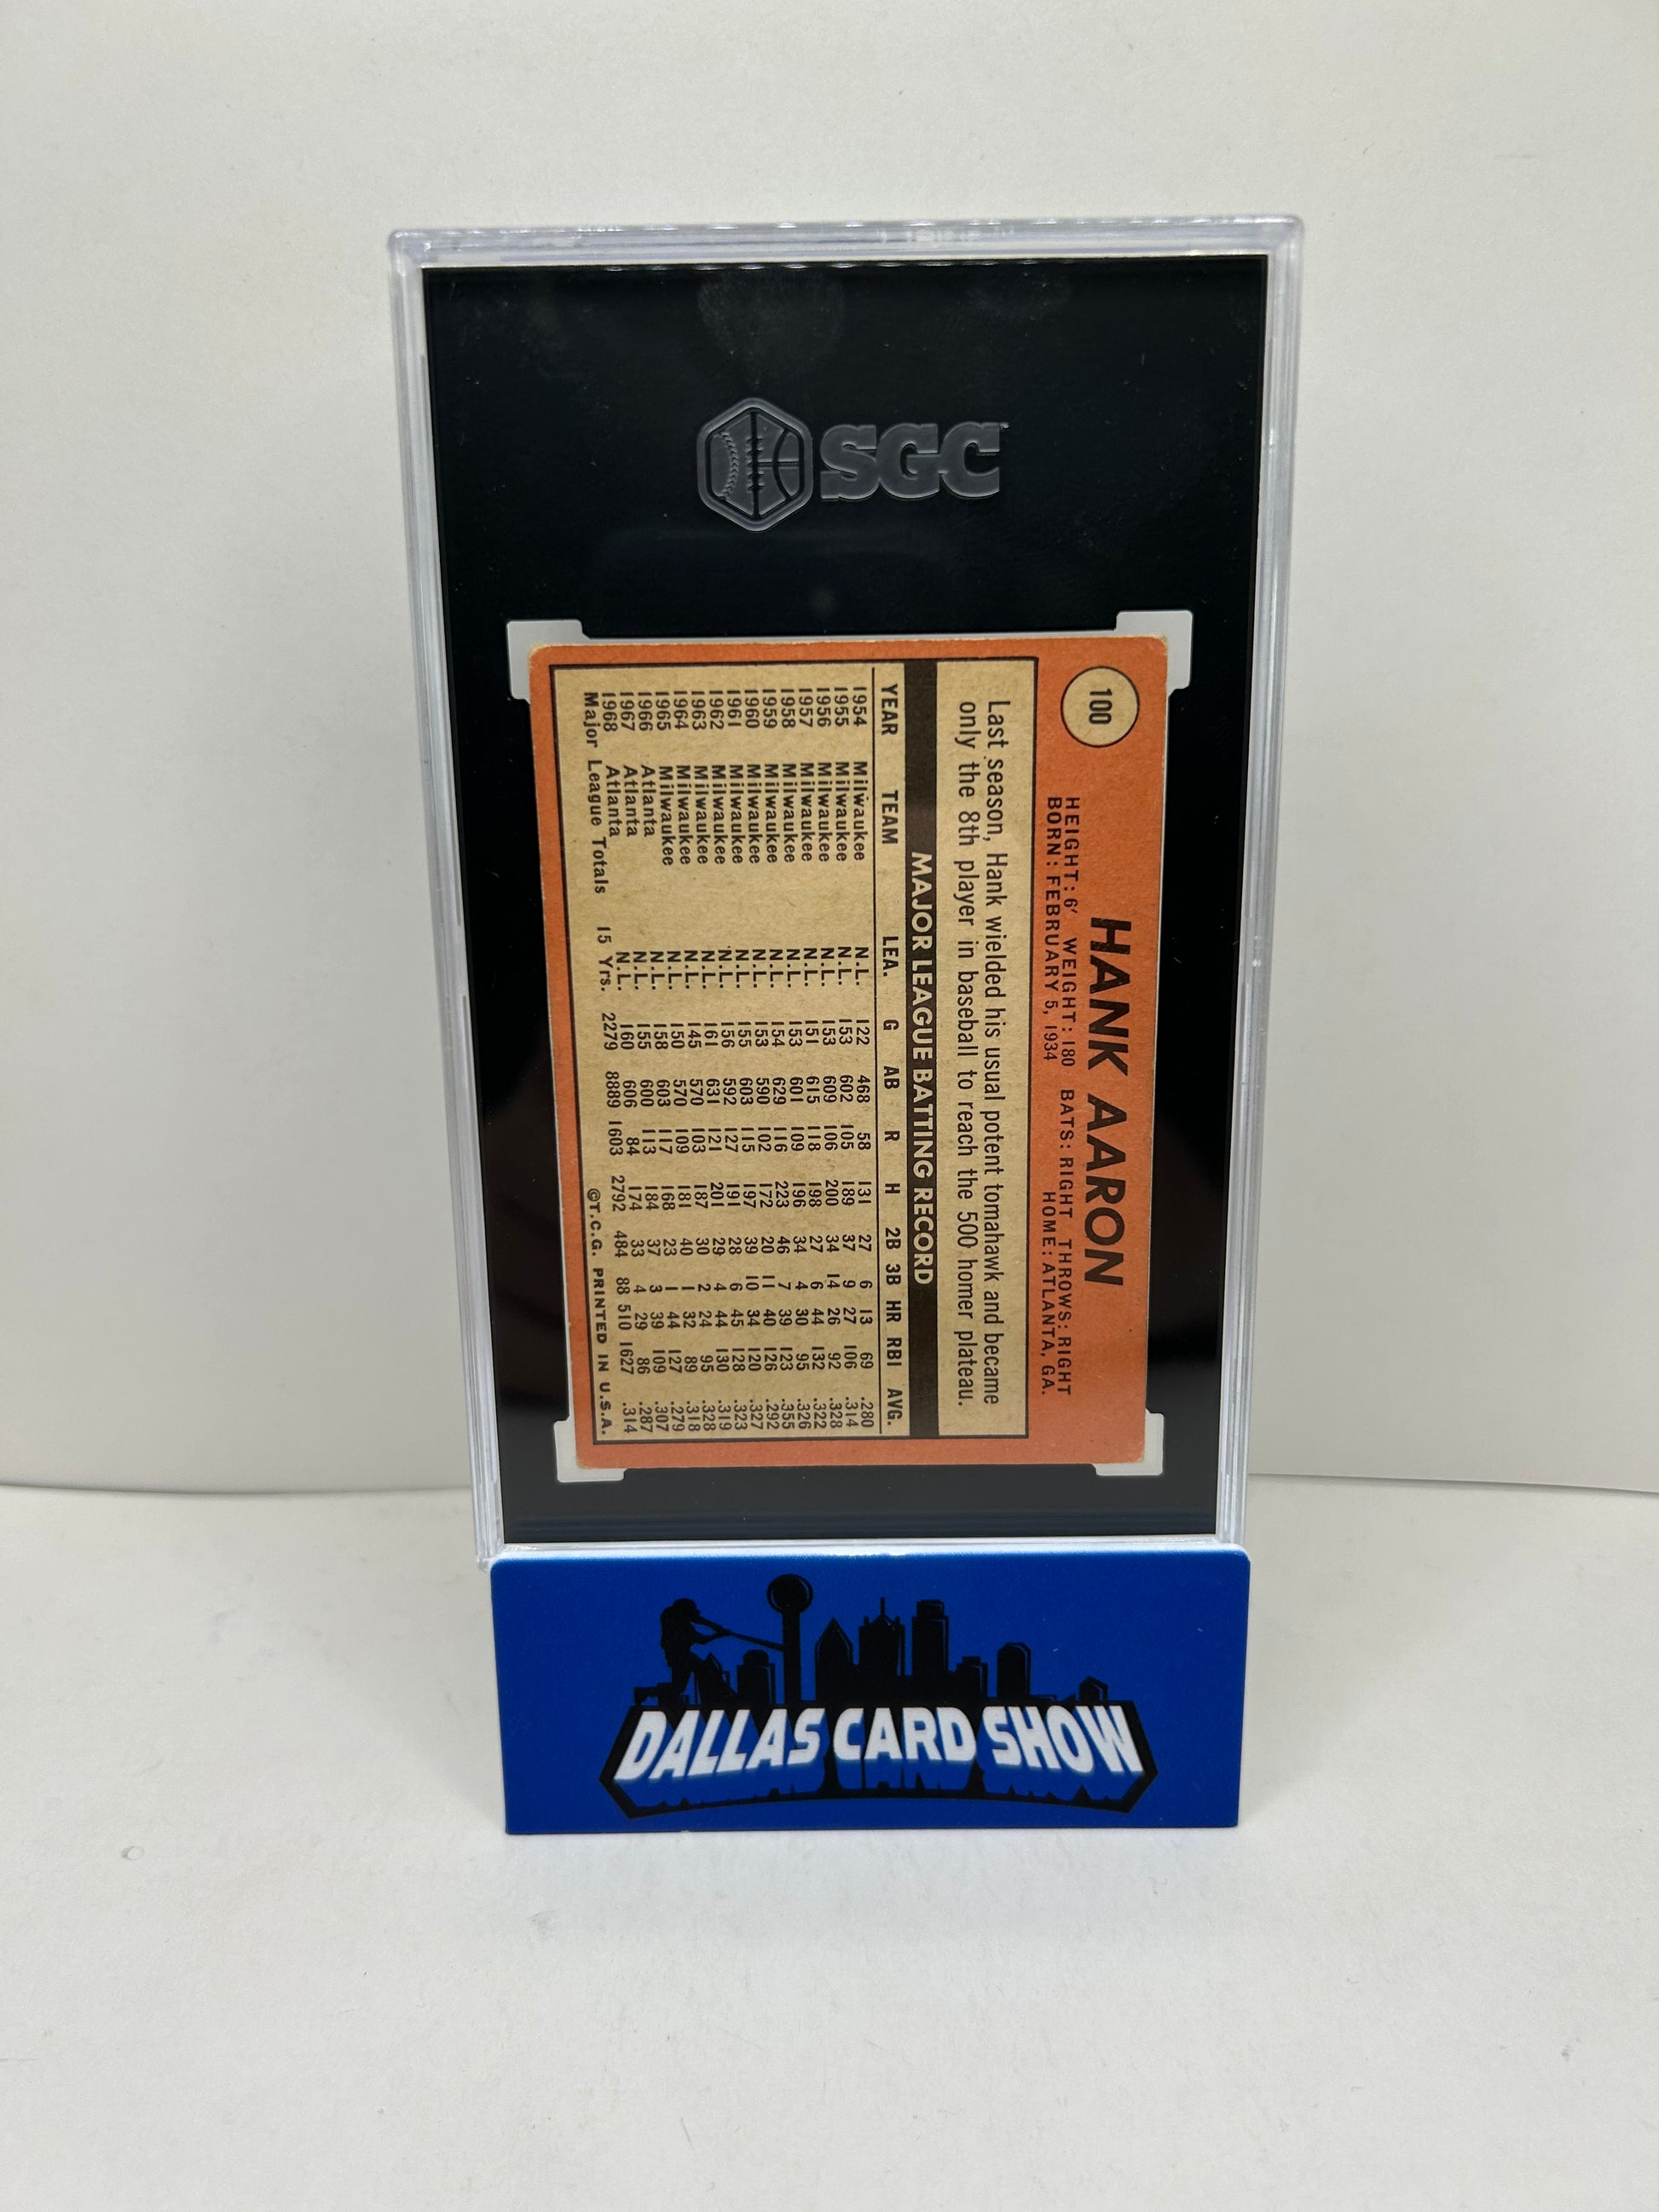 SGC
100
HANK AARON
HEIGHT: 6' WEIGHT: 180 BATS: RIGHT THROWS: RIGHT
BORN: FEBRUARY 5, 1934 HOME: ATLANTA, GA.
Last season, Hank wielded his usual potent tomahawk and became
only the 8th player in baseball to reach the 500 homer plateau.
MAJOR LEAGUE BATTING RECORD
YEAR TEAM LEA. G AB R H 2B 3B HR RBI AVG.
1954 Milwaukee N.L. 122 468 58 131 27 6 13 69 .280
1955 Milwaukee N.L. 153 602 105 189 37 9 27 106 .314
1956 Milwaukee N.L. 153 609 106 200 34 14 26 92 .328
1957 Milwaukee N.L. 151 615 118 198 27 6 44 132 .322
1958 Milwaukee N.L. 153 601 109 196 34 4 30 95 .326
1959 Milwaukee N.L. 154 629 116 223 46 7 39 123 .355
1960 Milwaukee N.L. 153 590 102 172 20 11 40 126 .292
1961 Milwaukee N.L. 155 603 115 197 39 10 34 120 .327
1962 Milwaukee N.L. 156 592 127 191 28 6 45 128 .323
1963 Milwaukee N.L. 161 631 121 201 29 4 44 130 .319
1964 Milwaukee N.L. 145 570 103 187 30 2 24 95 .328
1965 Milwaukee N.L. 150 570 109 181 40 1 32 89 .318
1966 Atlanta N.L. 158 603 117 168 23 1 44 127 .279
1967 Atlanta N.L. 155 600 113 184 37 3 39 109 .307
1968 Atlanta N.L. 160 606 84 174 33 4 29 86 .287
Major League Totals 15 Yrs. 2279 8889 1603 2792 484 88 510 1627 .314
©T.C.G. PRINTED IN U.S.A.
DALLAS CARD SHOW